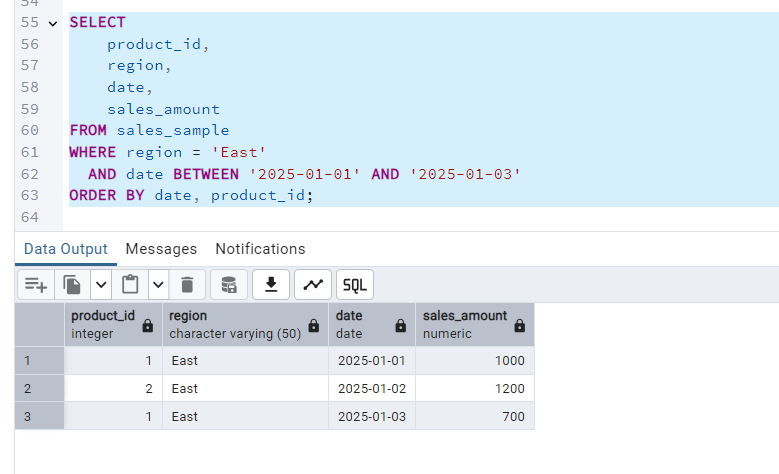 54
55 SELECT
56 product_id,
57 region,
58 date,
59 sales_amount
60 FROM sales_sample
61 WHERE region = 'East'
62 AND date BETWEEN '2025-01-01' AND '2025-01-03'
63 ORDER BY date, product_id;
64
Data Output Messages Notifications
SQL
product_id region date sales_amount
integer character varying (50) date numeric
1 1 East 2025-01-01 1000
2 2 East 2025-01-02 1200
3 1 East 2025-01-03 700